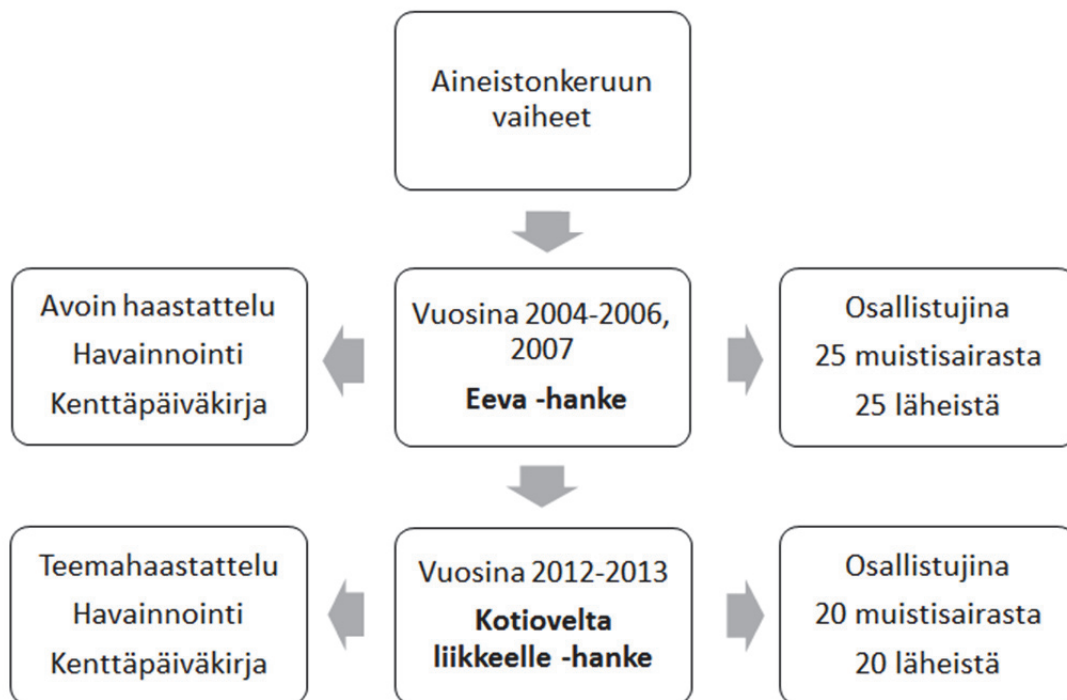 Aineistonkeruun
vaiheet
Avoin haastattelu
Havainnointi
Kenttäpäiväkirja
Vuosina 2004-2006,
2007
Eeva -hanke
Osallistujina
25 muistisairasta
25 läheistä
Teemahaastattelu
Havainnointi
Kenttäpäiväkirja
Vuosina 2012-2013
Kotiovelta
liikkeelle -hanke
Osallistujina
20 muistisairasta
20 läheistä